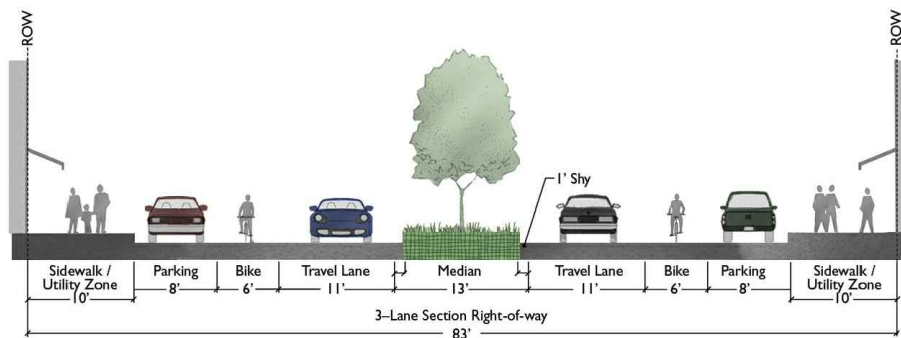 ROW
ROW
1' Shy
Sidewalk / Utility Zone
10'
Parking
8'
Bike
6'
Travel Lane
11'
Median
13'
Travel Lane
11'
Bike
6'
Parking
8'
Sidewalk / Utility Zone
10'
3–Lane Section Right-of-way
83'